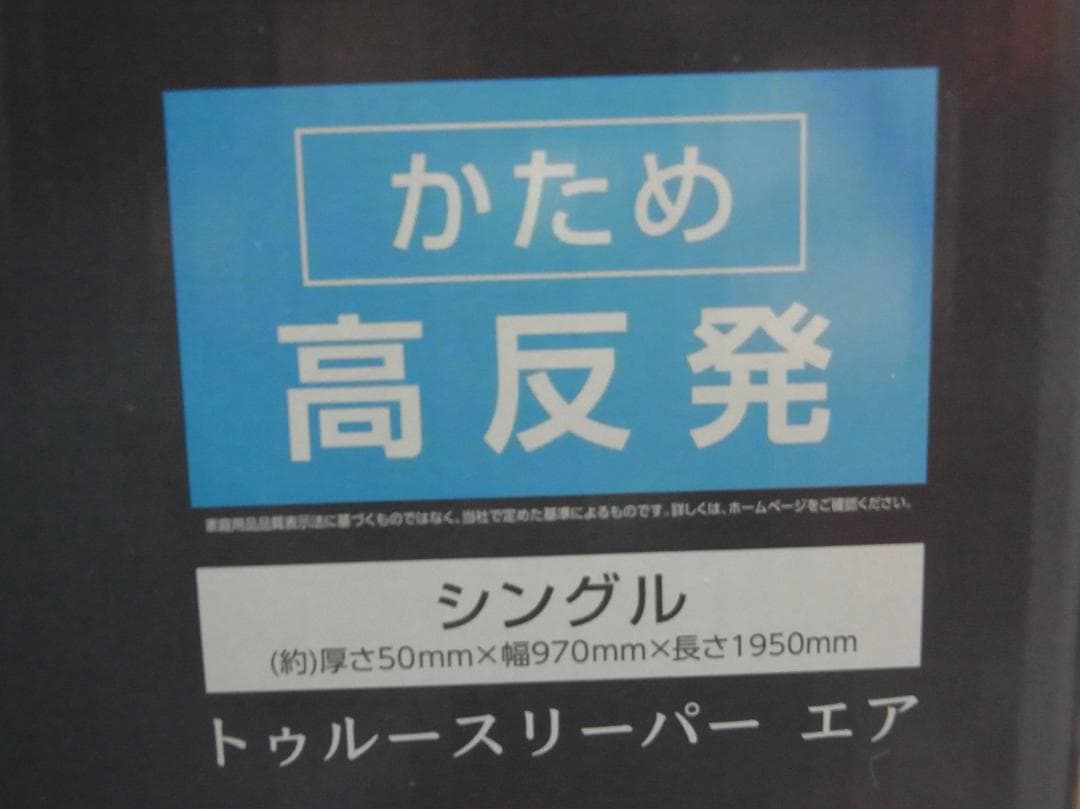 かため
高反発
家庭用品品質表示法に基づくものではなく、当社で定めた基準によるものです。詳しくは、ホームページをご確認ください。
シングル
(約)厚さ50mm×幅970mm×長さ1950mm
トゥルースリーパー エア